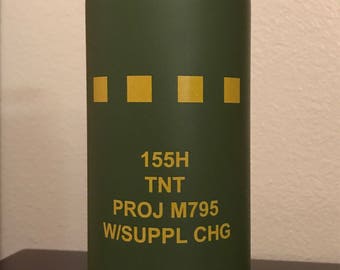 155H
TNT
PROJ M795
W/SUPPL CHG